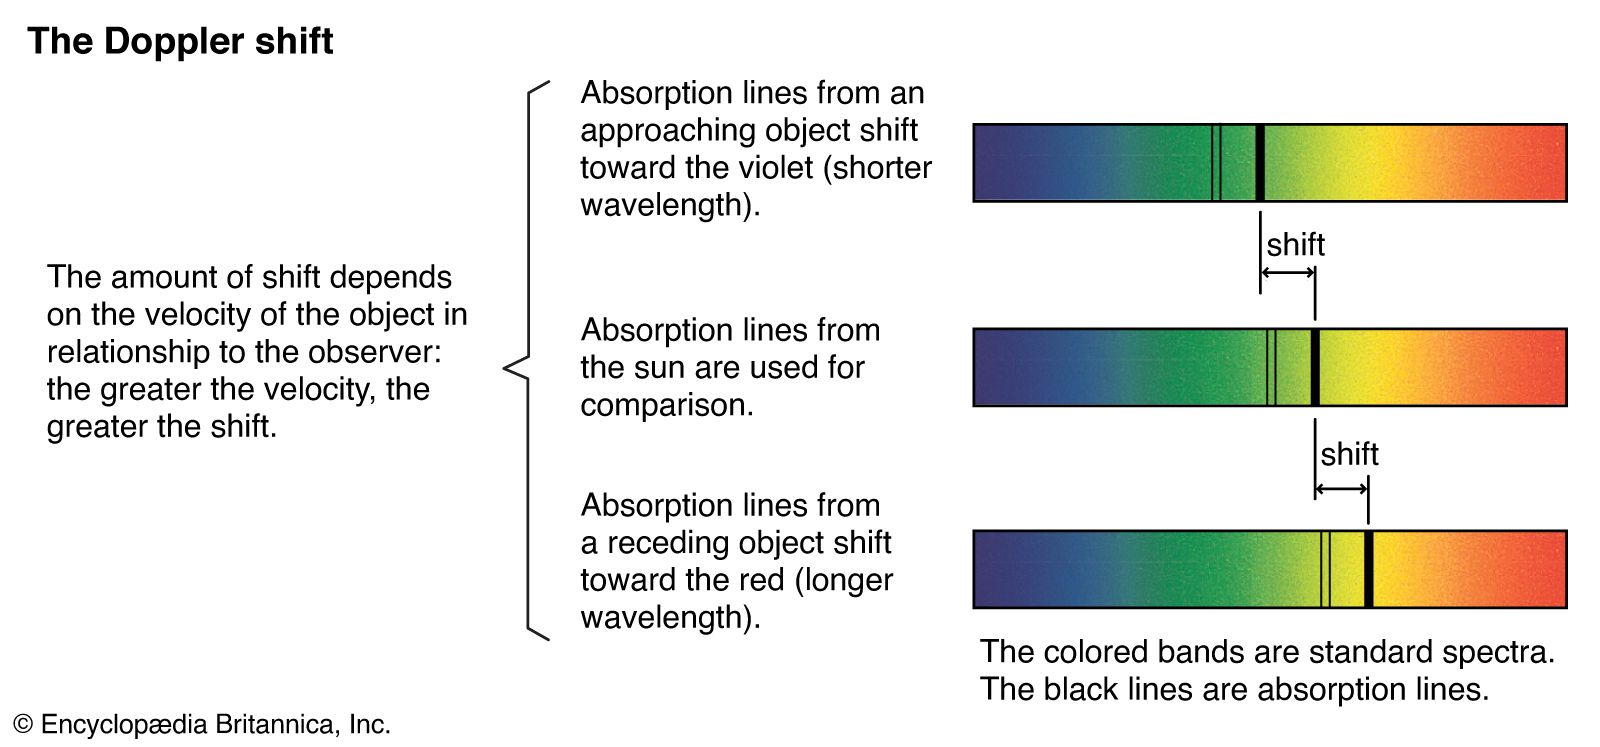 The Doppler shift
Absorption lines from an
approaching object shift
toward the violet (shorter
wavelength).
shift
The amount of shift depends
on the velocity of the object in
relationship to the observer:
the greater the velocity, the
greater the shift.
Absorption lines from
the sun are used for
comparison.
shift
Absorption lines from
a receding object shift
toward the red (longer
wavelength).
The colored bands are standard spectra.
The black lines are absorption lines.
© Encyclopædia Britannica, Inc.